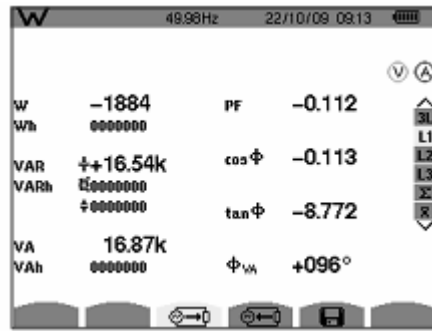 W 49.98Hz 22/10/09 09:13
V A
W −1884 PF −0.112
Wh 0000000
VAR +16.54k cosΦ −0.113
VARh 0000000
0000000 tanΦ −8.772
VA 16.87k ΦVA +096°
VAh 0000000
3L
L1
L2
L3
Σ